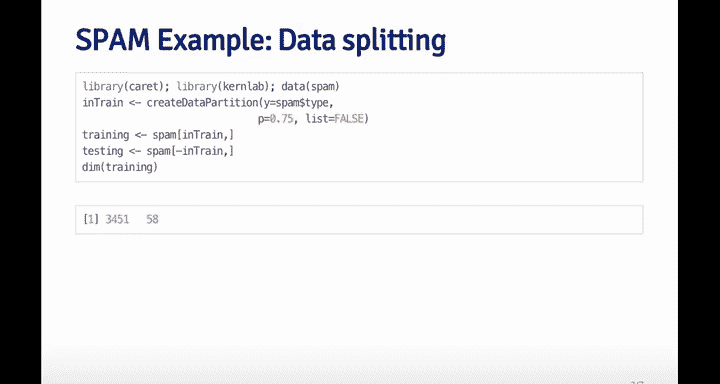 SPAM Example: Data splitting
library(caret); library(kernlab); data(spam)
inTrain <- createDataPartition(y=spam$type,
p=0.75, list=FALSE)
training <- spam[inTrain,]
testing <- spam[-inTrain,]
dim(training)
[1] 3451 58